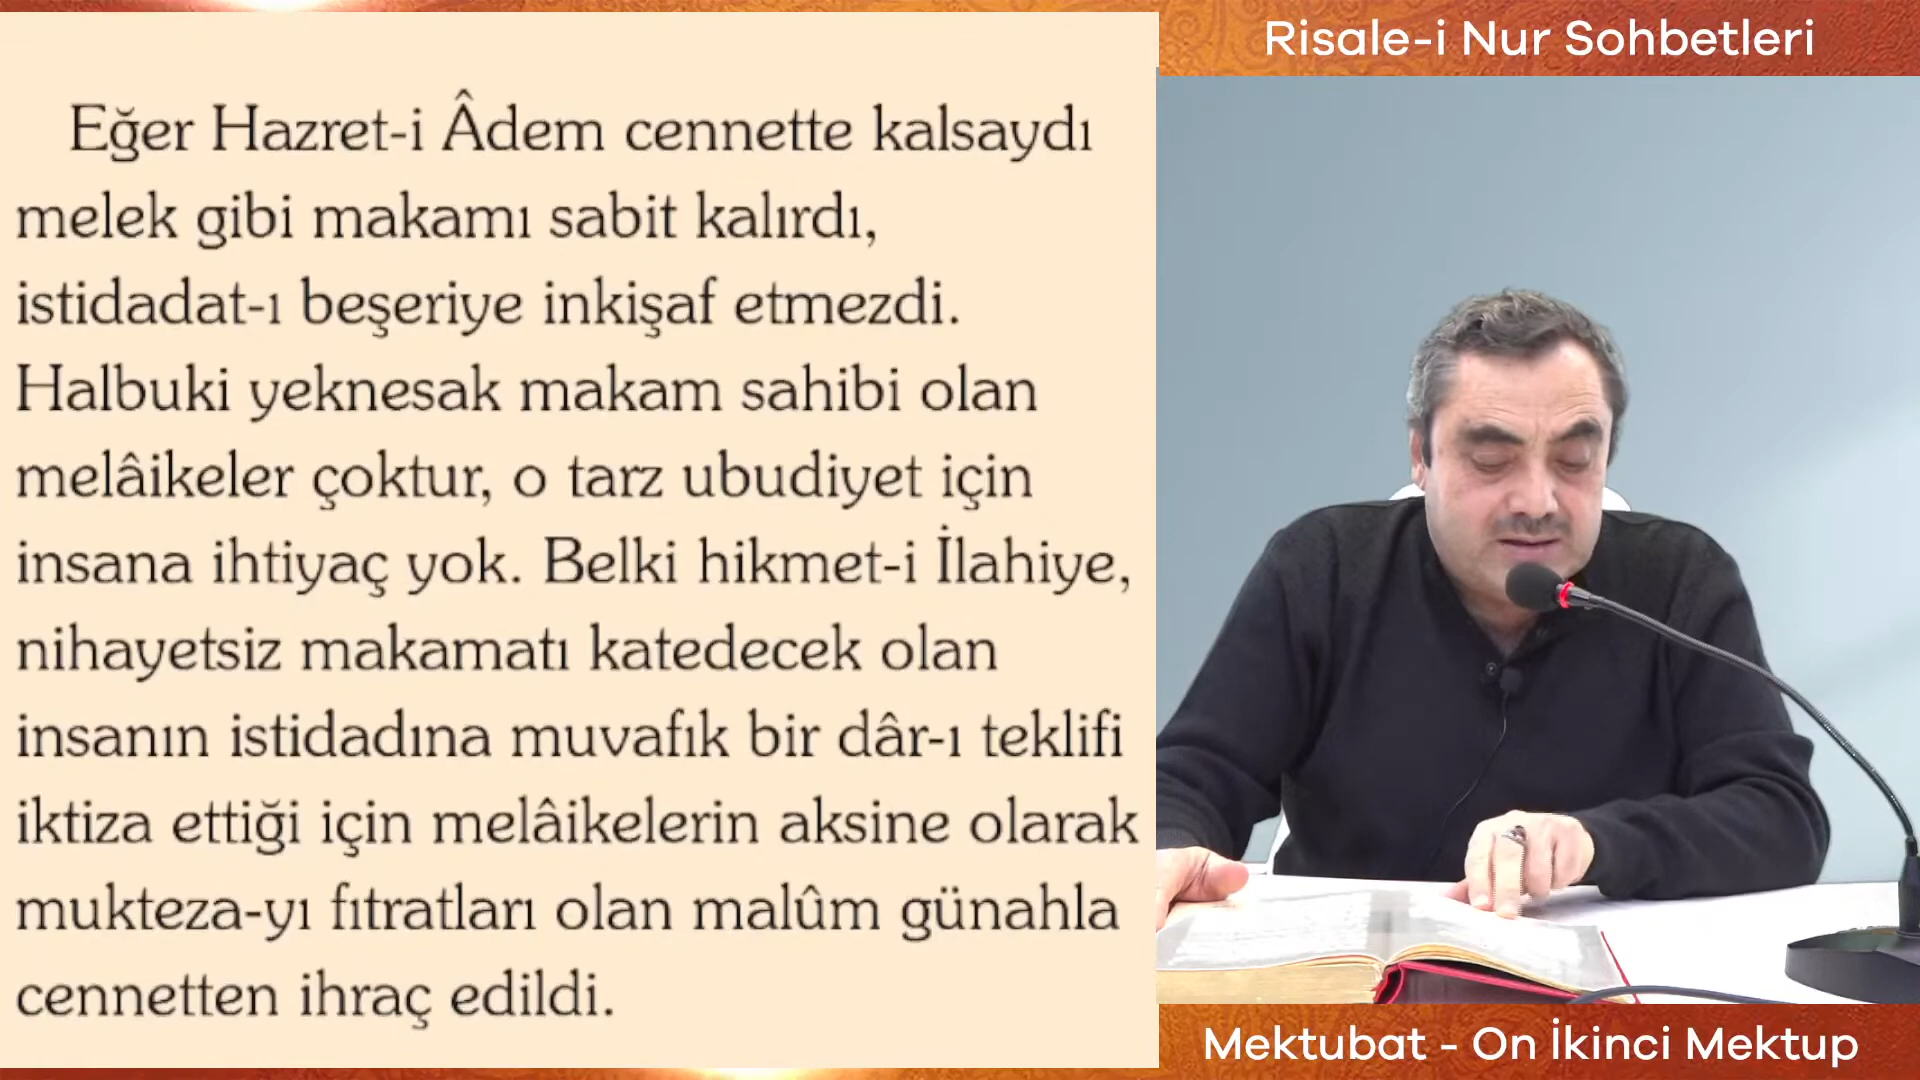 Risale-i Nur Sohbetleri
Eğer Hazret-i Âdem cennette kalsaydı
melek gibi makamı sabit kalırdı,
istidadat-ı beşeriye inkişaf etmezdi.
Halbuki yeknesak makam sahibi olan
melâikeler çoktur, o tarz ubudiyet için
insana ihtiyaç yok. Belki hikmet-i İlahiye,
nihayetsiz makamatı katedecek olan
insanın istidadına muvafık bir dâr-ı teklifi
iktiza ettiği için melâikelerin aksine olarak
mukteza-yı fıtratları olan malûm günahla
cennetten ihraç edildi.
Mektubat - On İkinci Mektup